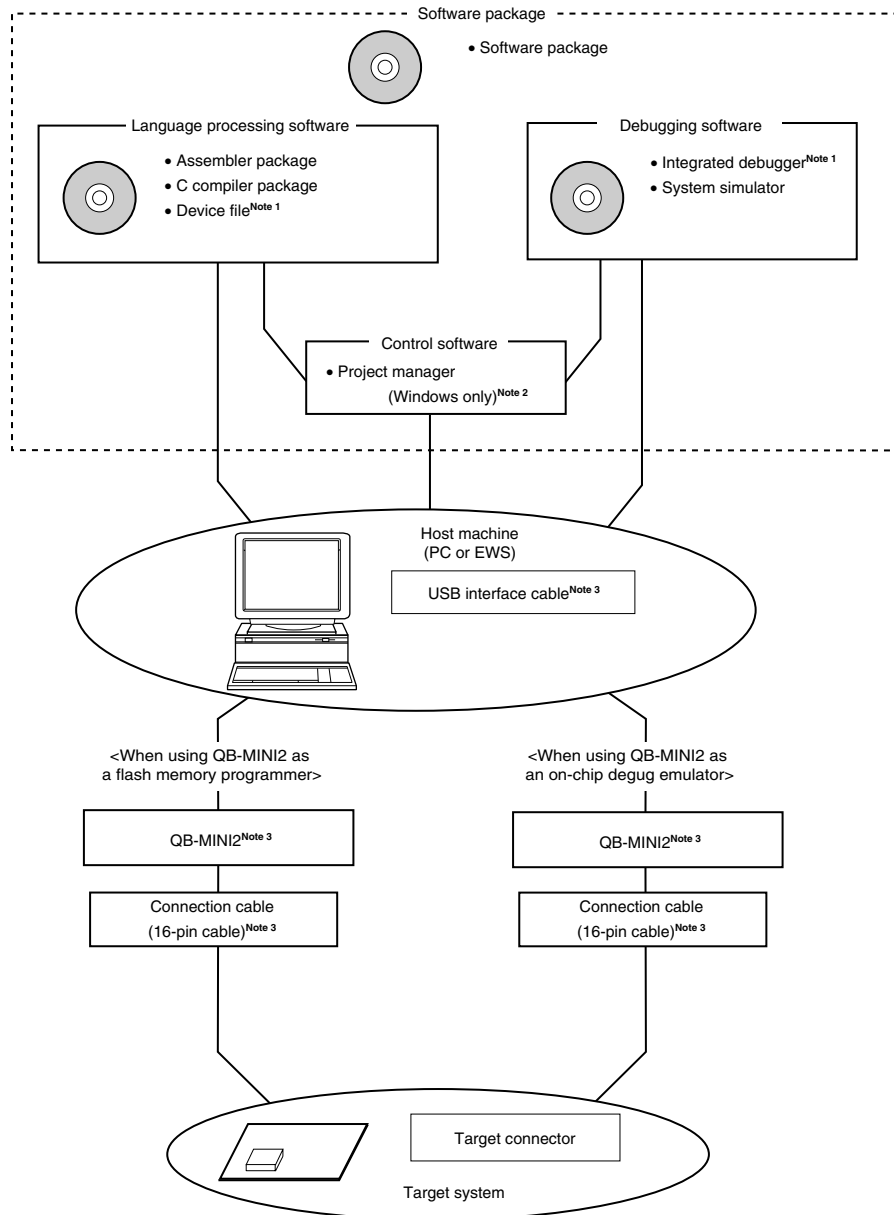 Software package
• Software package
Language processing software
• Assembler package
• C compiler package
• Device fileNote 1
Debugging software
• Integrated debuggerNote 1
• System simulator
Control software
• Project manager
(Windows only)Note 2
Host machine
(PC or EWS)
USB interface cableNote 3
<When using QB-MINI2 as
a flash memory programmer>
QB-MINI2Note 3
Connection cable
(16-pin cable)Note 3
<When using QB-MINI2 as
an on-chip degug emulator>
QB-MINI2Note 3
Connection cable
(16-pin cable)Note 3
Target connector
Target system